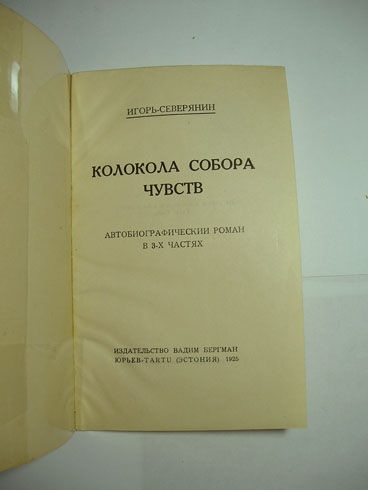 ИГОРЬ-СЕВЕРЯНИН
КОЛОКОЛА СОБОРА
ЧУВСТВ
АВТОБИОГРАФИЧЕСКИЙ РОМАН
В 3-Х ЧАСТЯХ
ИЗДАТЕЛЬСТВО ВАДИМ БЕРГМАН
ЮРЬЕВ-TARTU (ЭСТОНИЯ). 1925